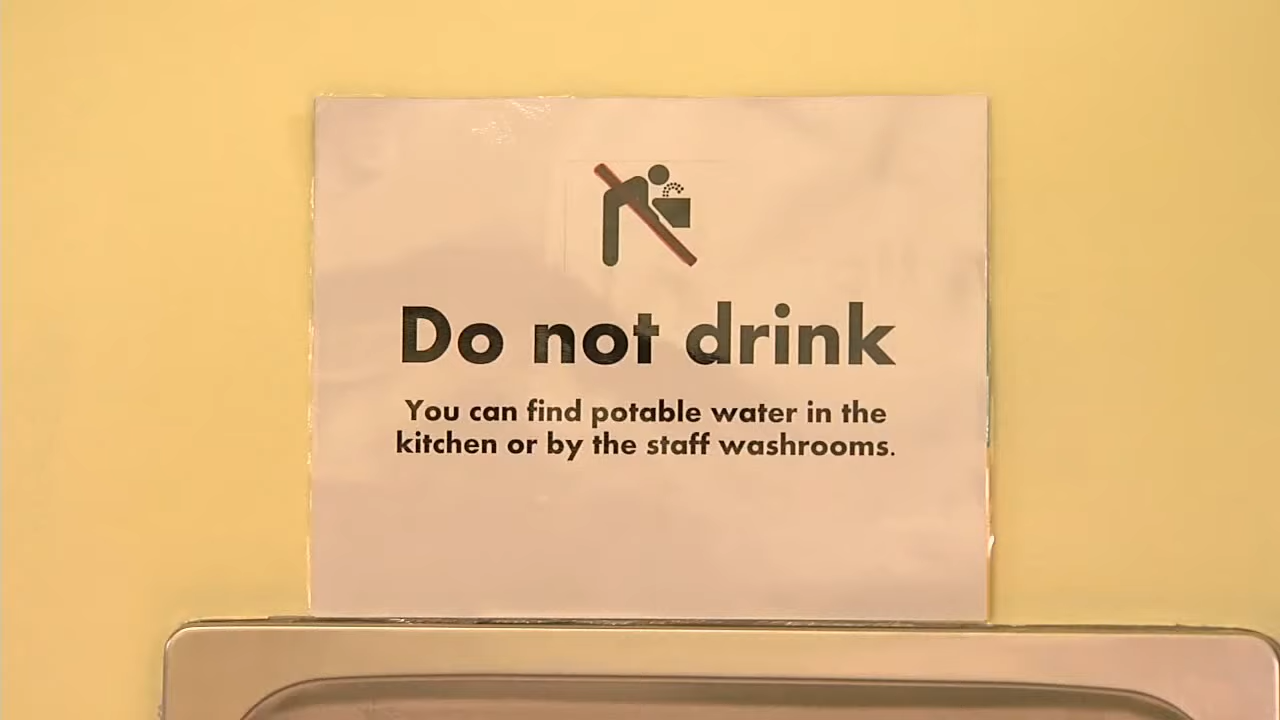 Do not drink
You can find potable water in the
kitchen or by the staff washrooms.